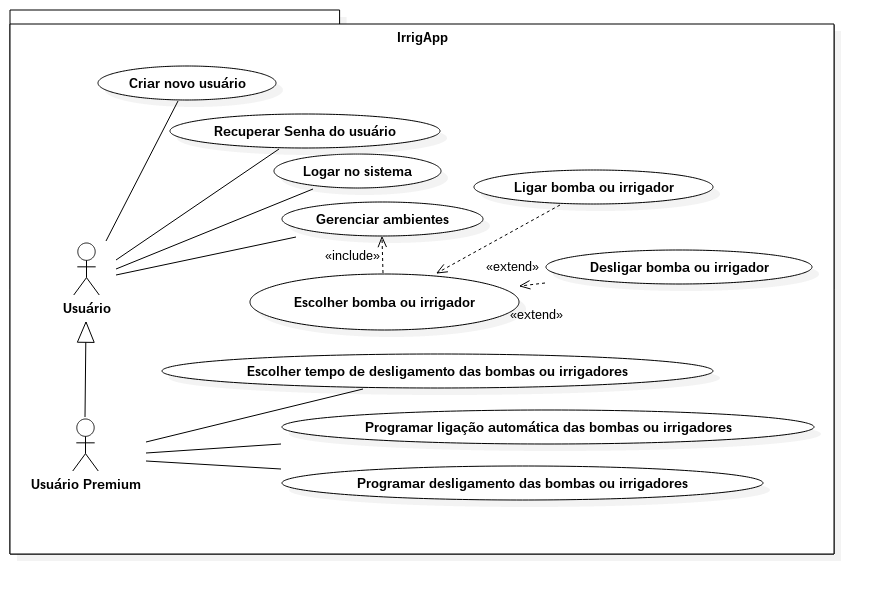 IrrigApp
Criar novo usuário
Recuperar Senha do usuário
Logar no sistema
Ligar bomba ou irrigador
Gerenciar ambientes
«include»
«extend»
Desligar bomba ou irrigador
Escolher bomba ou irrigador
Usuário
«extend»
Escolher tempo de desligamento das bombas ou irrigadores
Programar ligação automática das bombas ou irrigadores
Usuário Premium
Programar desligamento das bombas ou irrigadores